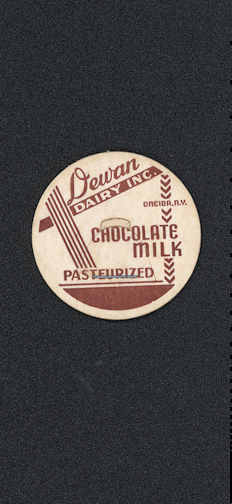 Dewan
DAIRY INC.
ONEIDA, N.Y.
CHOCOLATE
MILK
PASTEURIZED